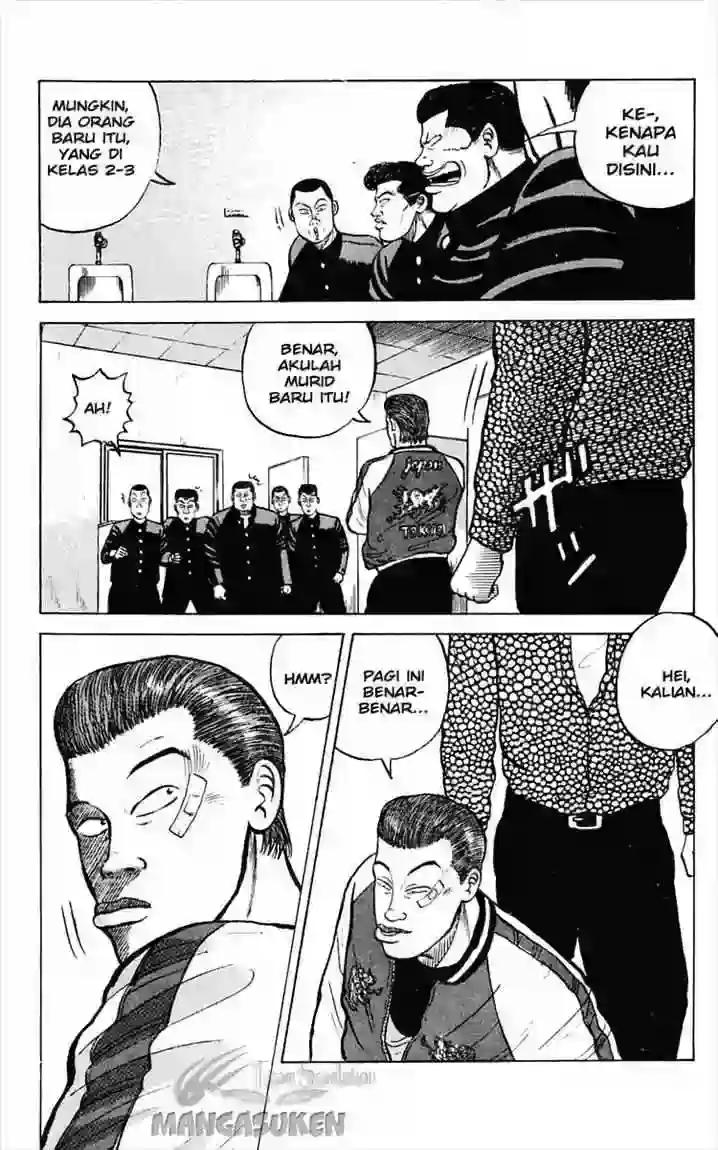 KE-,
KENAPA
KAU
DISINI...
MUNGKIN,
DIA ORANG
BARU ITU,
YANG DI
KELAS 2-3
BENAR,
AKULAH
MURID
BARU ITU!
AH!
Japan
HEI,
KALIAN...
PAGI INI
BENAR-
BENAR...
HMM?
MANGASUKEN